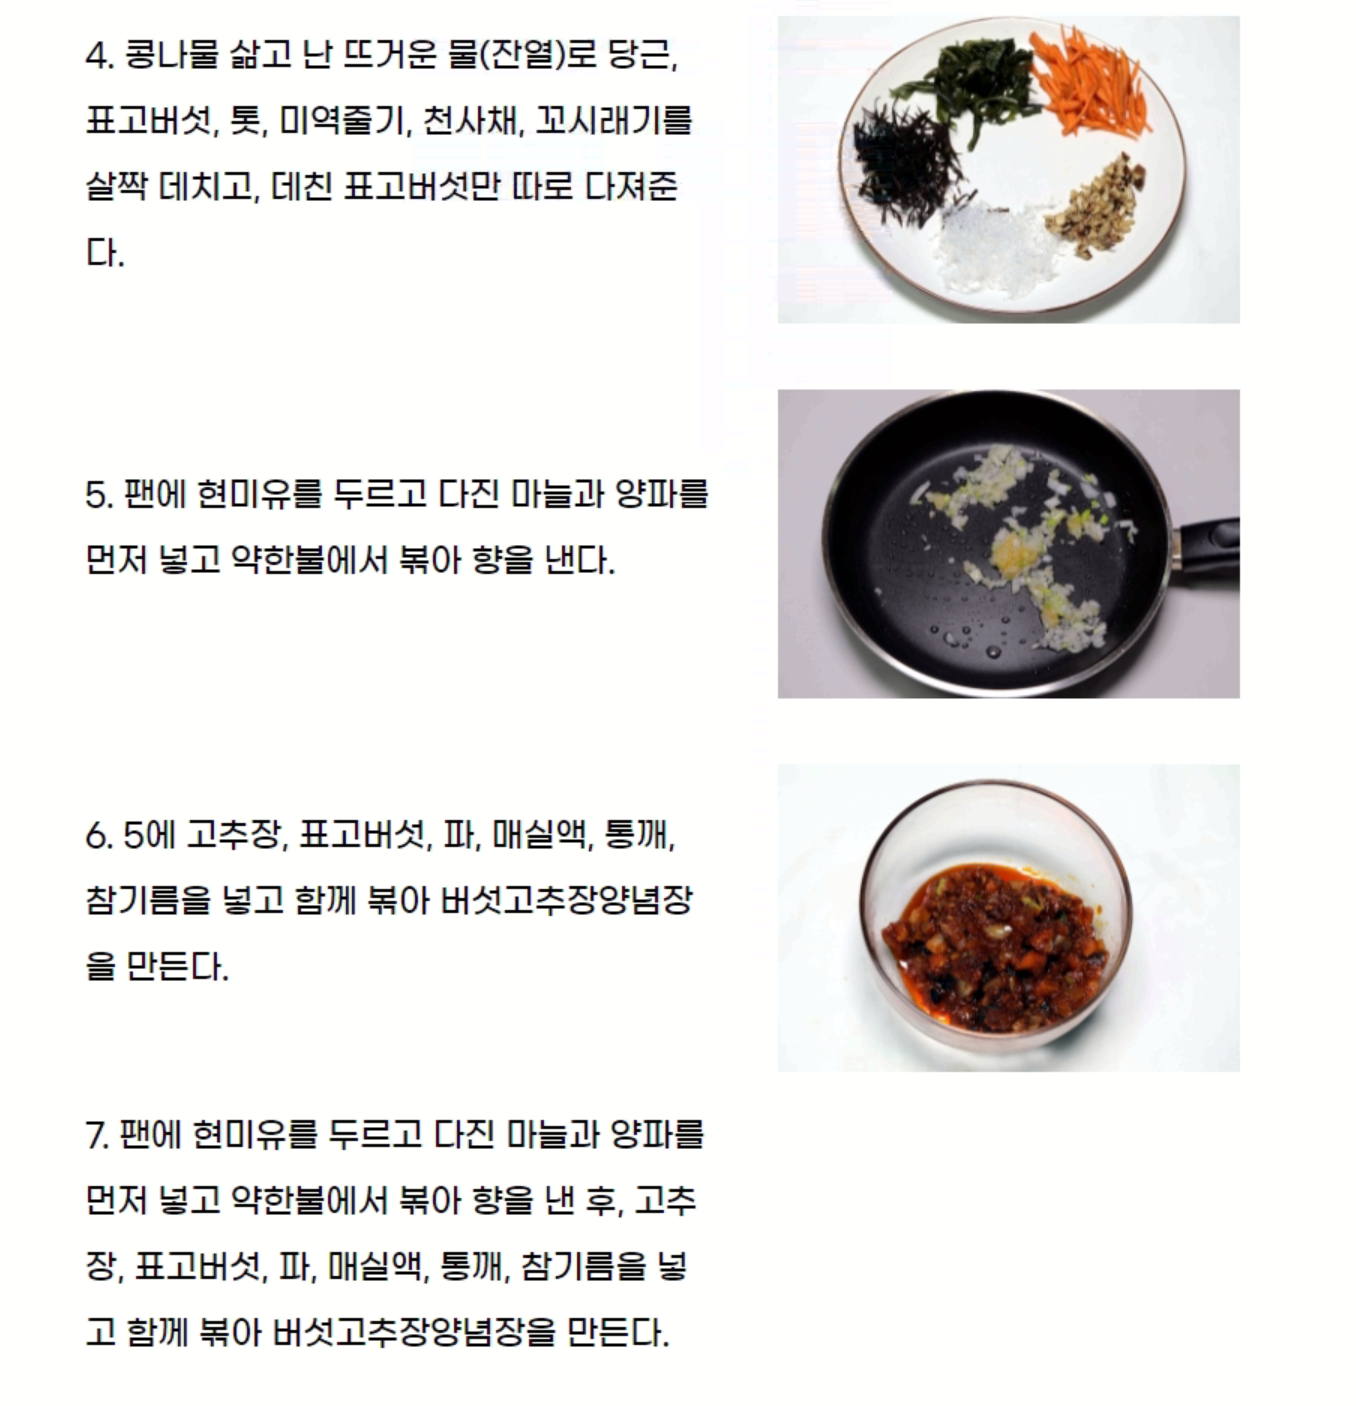 4. 콩나물 삶고 난 뜨거운 물(잔열)로 당근,
표고버섯, 톳, 미역줄기, 천사채, 꼬시래기를
살짝 데치고, 데친 표고버섯만 따로 다져준
다.
5. 팬에 현미유를 두르고 다진 마늘과 양파를
먼저 넣고 약한불에서 볶아 향을 낸다.
6. 5에 고추장, 표고버섯, 파, 매실액, 통깨,
참기름을 넣고 함께 볶아 버섯고추장양념장
을 만든다.
7. 팬에 현미유를 두르고 다진 마늘과 양파를
먼저 넣고 약한불에서 볶아 향을 낸 후, 고추
장, 표고버섯, 파, 매실액, 통깨, 참기름을 넣
고 함께 볶아 버섯고추장양념장을 만든다.